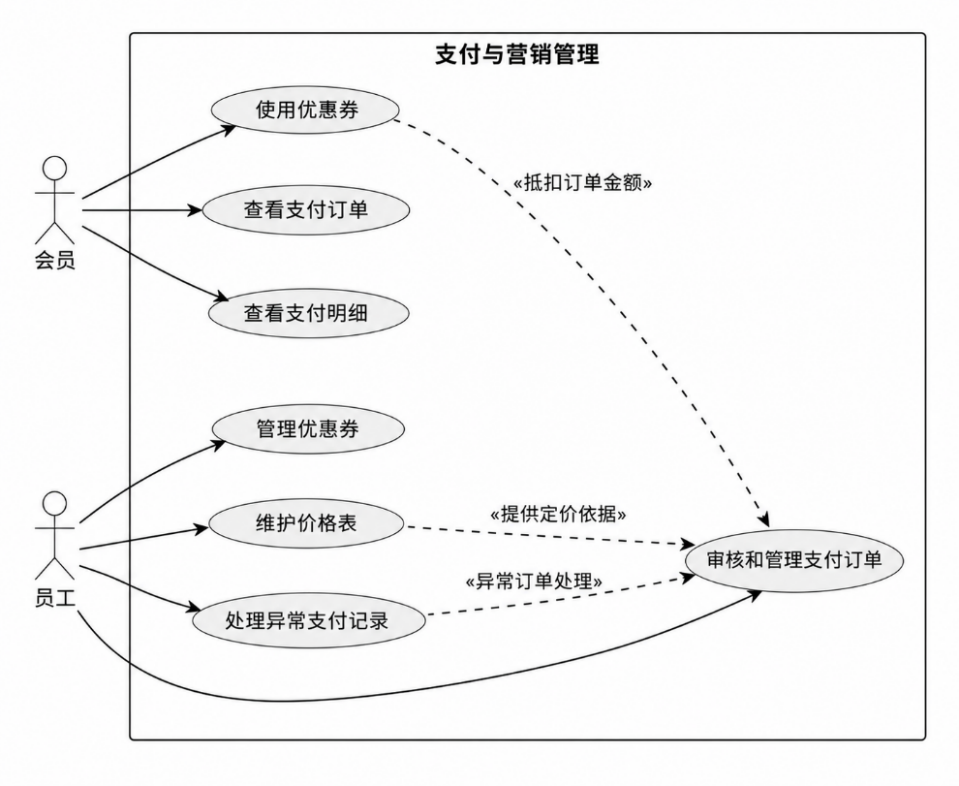 支付与营销管理
使用优惠券
《抵扣订单金额》
查看支付订单
会员
查看支付明细
管理优惠券
维护价格表
《提供定价依据》
审核和管理支付订单
《异常订单处理》
员工
处理异常支付记录